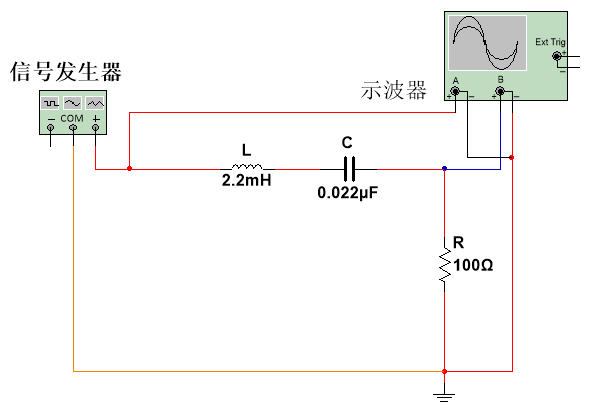 Ext Trig
+
−
信号发生器
示波器
A
B
+ − + −
− COM +
L
2.2mH
C
0.022µF
R
100Ω